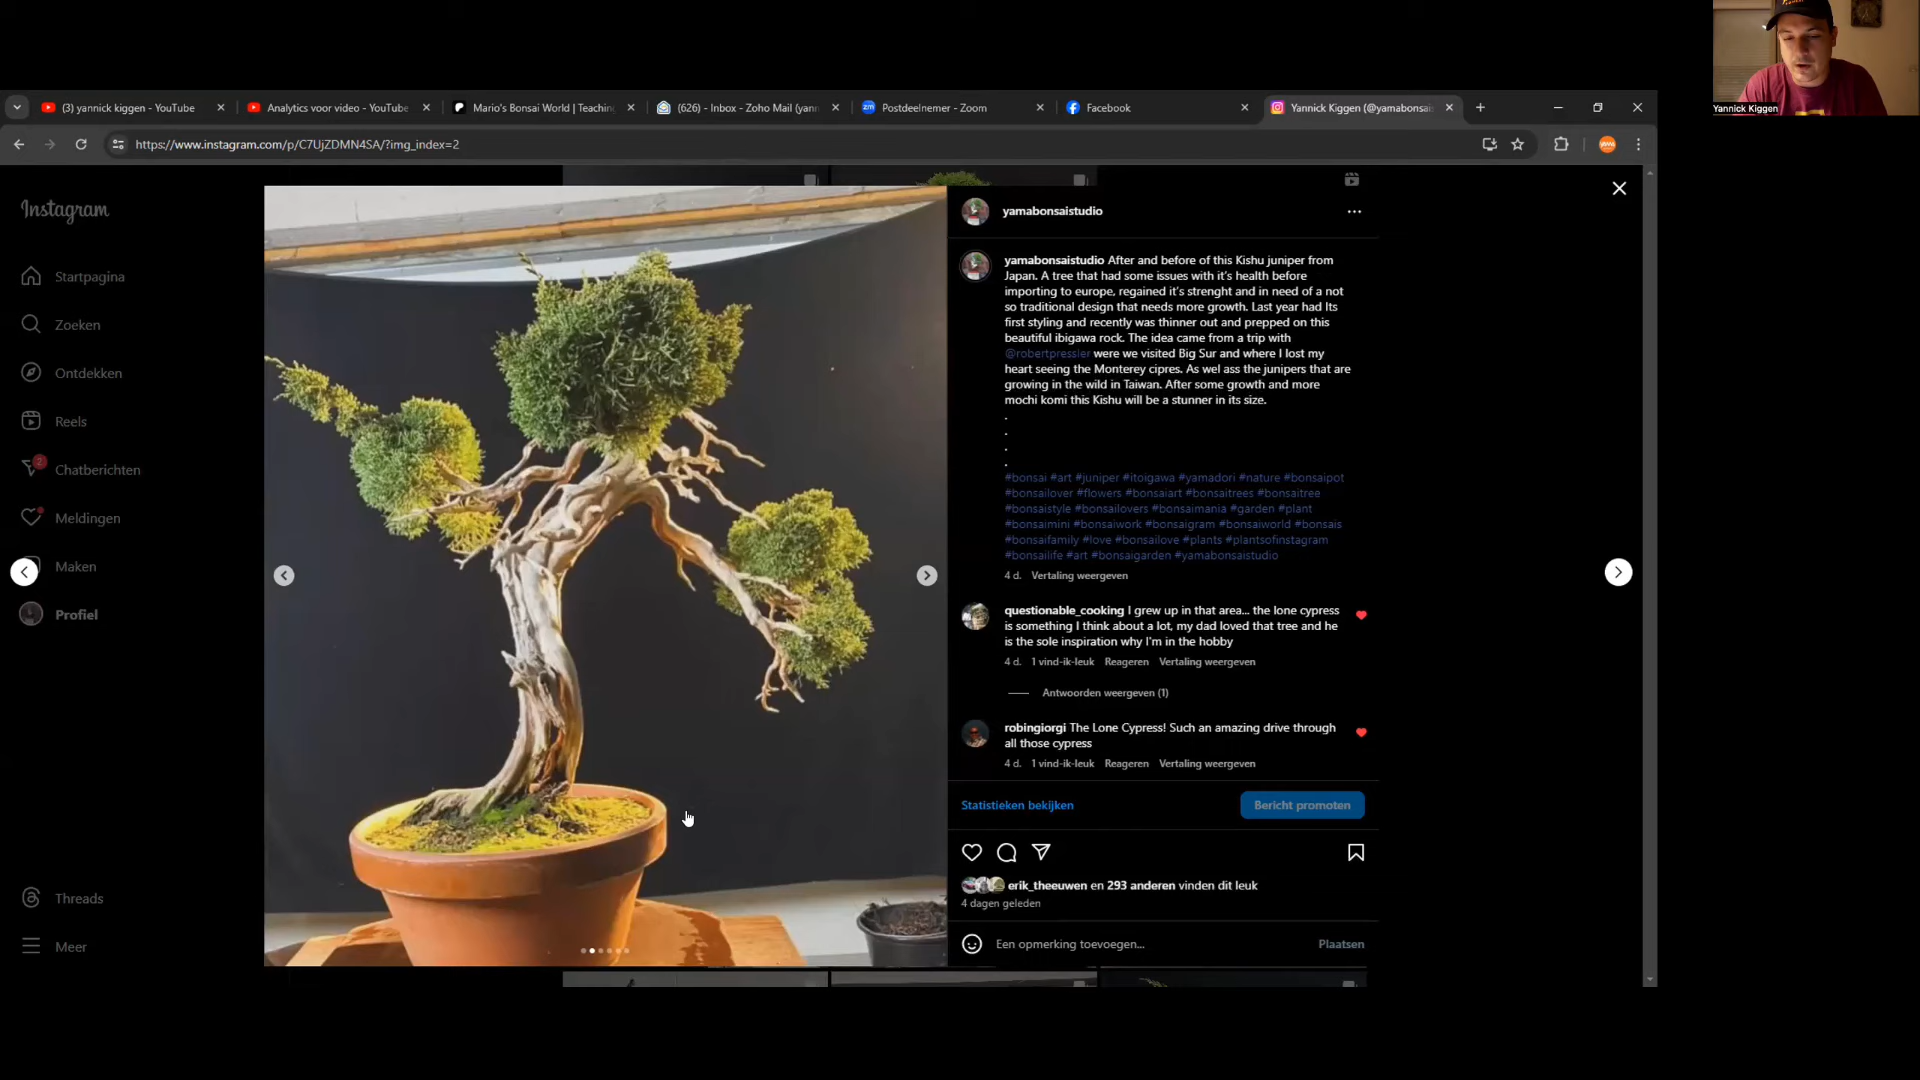 Yannick Kiggen
(3) yannick kiggen - YouTube
Analytics voor video - YouTube
Mario's Bonsai World | Teaching
(626) - Inbox - Zoho Mail (yann
Postdeelnemer - Zoom
Facebook
Yannick Kiggen (@yamabonsai
https://www.instagram.com/p/C7UjZDMN4SA/?img_index=2
Instagram
Startpagina
Zoeken
Ontdekken
Reels
2
Chatberichten
Meldingen
Maken
Profiel
Threads
Meer
yamabonsaistudio
yamabonsaistudio After and before of this Kishu juniper from
Japan. A tree that had some issues with it's health before
importing to europe, regained it's strenght and in need of a not
so traditional design that needs more growth. Last year had Its
first styling and recently was thinner out and prepped on this
beautiful ibigawa rock. The idea came from a trip with
@robertpressler were we visited Big Sur and where I lost my
heart seeing the Monterey cipres. As wel ass the junipers that are
growing in the wild in Taiwan. After some growth and more
mochi komi this Kishu will be a stunner in its size.
.
.
.
.
#bonsai #art #juniper #itoigawa #yamadori #nature #bonsaipot
#bonsailover #flowers #bonsaiart #bonsaitrees #bonsaitree
#bonsaistyle #bonsailovers #bonsaimania #garden #plant
#bonsaimini #bonsaiwork #bonsaigram #bonsaiworld #bonsais
#bonsaifamily #love #bonsailove #plants #plantsofinstagram
#bonsailife #art #bonsaigarden #yamabonsaistudio
4 d. Vertaling weergeven
questionable_cooking I grew up in that area... the lone cypress
is something I think about a lot, my dad loved that tree and he
is the sole inspiration why I'm in the hobby
4 d. 1 vind-ik-leuk Reageren Vertaling weergeven
Antwoorden weergeven (1)
robingiorgi The Lone Cypress! Such an amazing drive through
all those cypress
4 d. 1 vind-ik-leuk Reageren Vertaling weergeven
Statistieken bekijken
Bericht promoten
erik_theeuwen en 293 anderen vinden dit leuk
4 dagen geleden
Een opmerking toevoegen...
Plaatsen